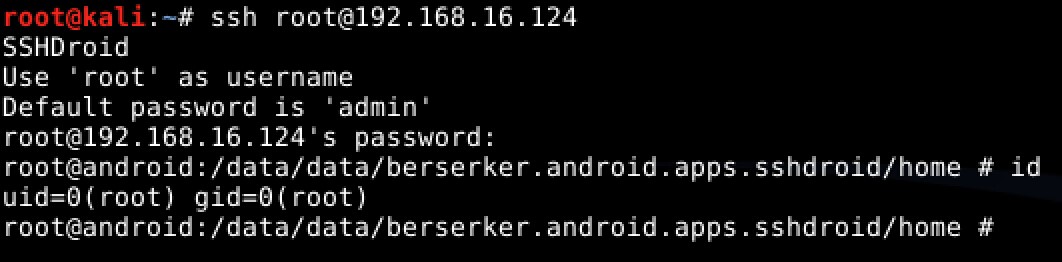 root@kali:~# ssh root@192.168.16.124
SSHDroid
Use 'root' as username
Default password is 'admin'
root@192.168.16.124's password:
root@android:/data/data/berserker.android.apps.sshdroid/home # id
uid=0(root) gid=0(root)
root@android:/data/data/berserker.android.apps.sshdroid/home #